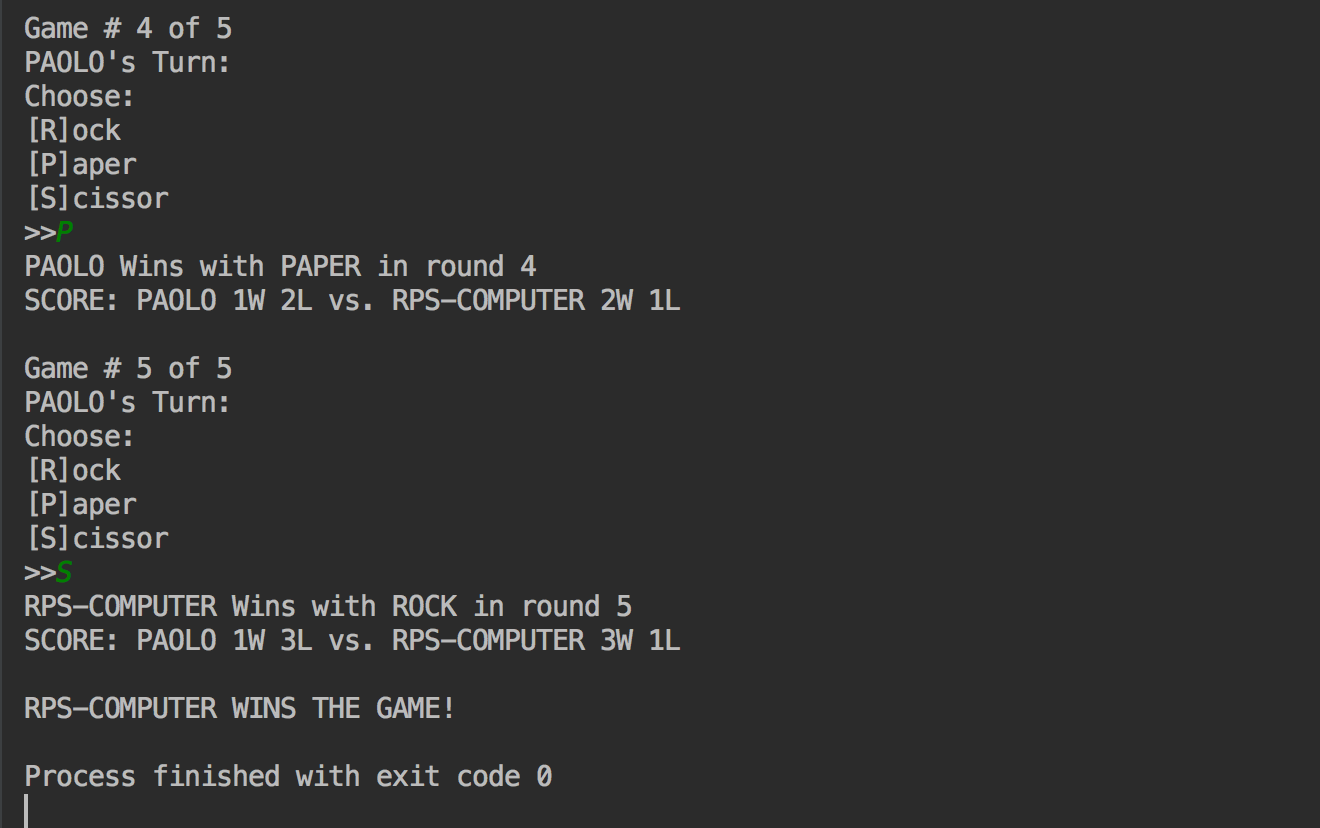 Game # 4 of 5
PAOLO's Turn:
Choose:
[R]ock
[P]aper
[S]cissor
>>P
PAOLO Wins with PAPER in round 4
SCORE: PAOLO 1W 2L vs. RPS-COMPUTER 2W 1L
Game # 5 of 5
PAOLO's Turn:
Choose:
[R]ock
[P]aper
[S]cissor
>>S
RPS-COMPUTER Wins with ROCK in round 5
SCORE: PAOLO 1W 3L vs. RPS-COMPUTER 3W 1L
RPS-COMPUTER WINS THE GAME!
Process finished with exit code 0